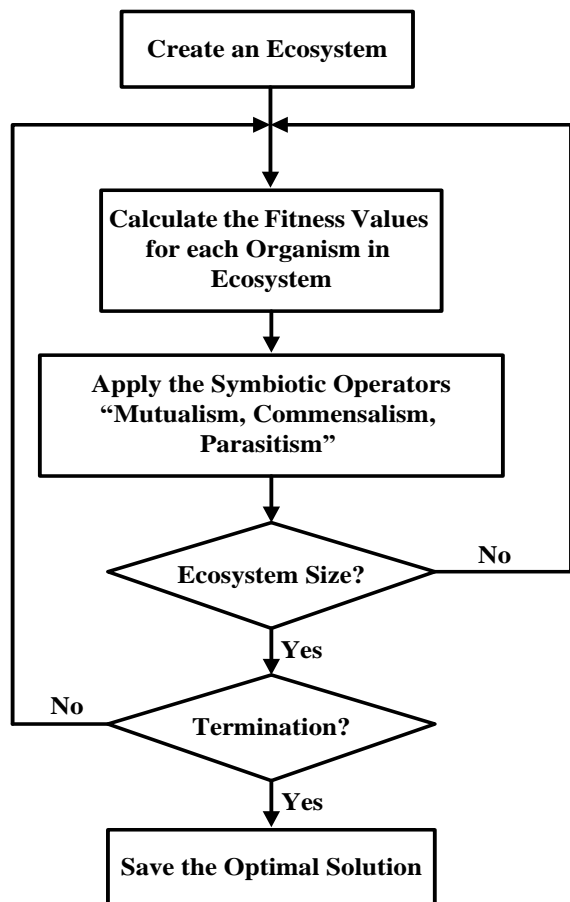 Create an Ecosystem
Calculate the Fitness Values
for each Organism in
Ecosystem
Apply the Symbiotic Operators
“Mutualism, Commensalism,
Parasitism”
Ecosystem Size?
No
Yes
No
Termination?
Yes
Save the Optimal Solution